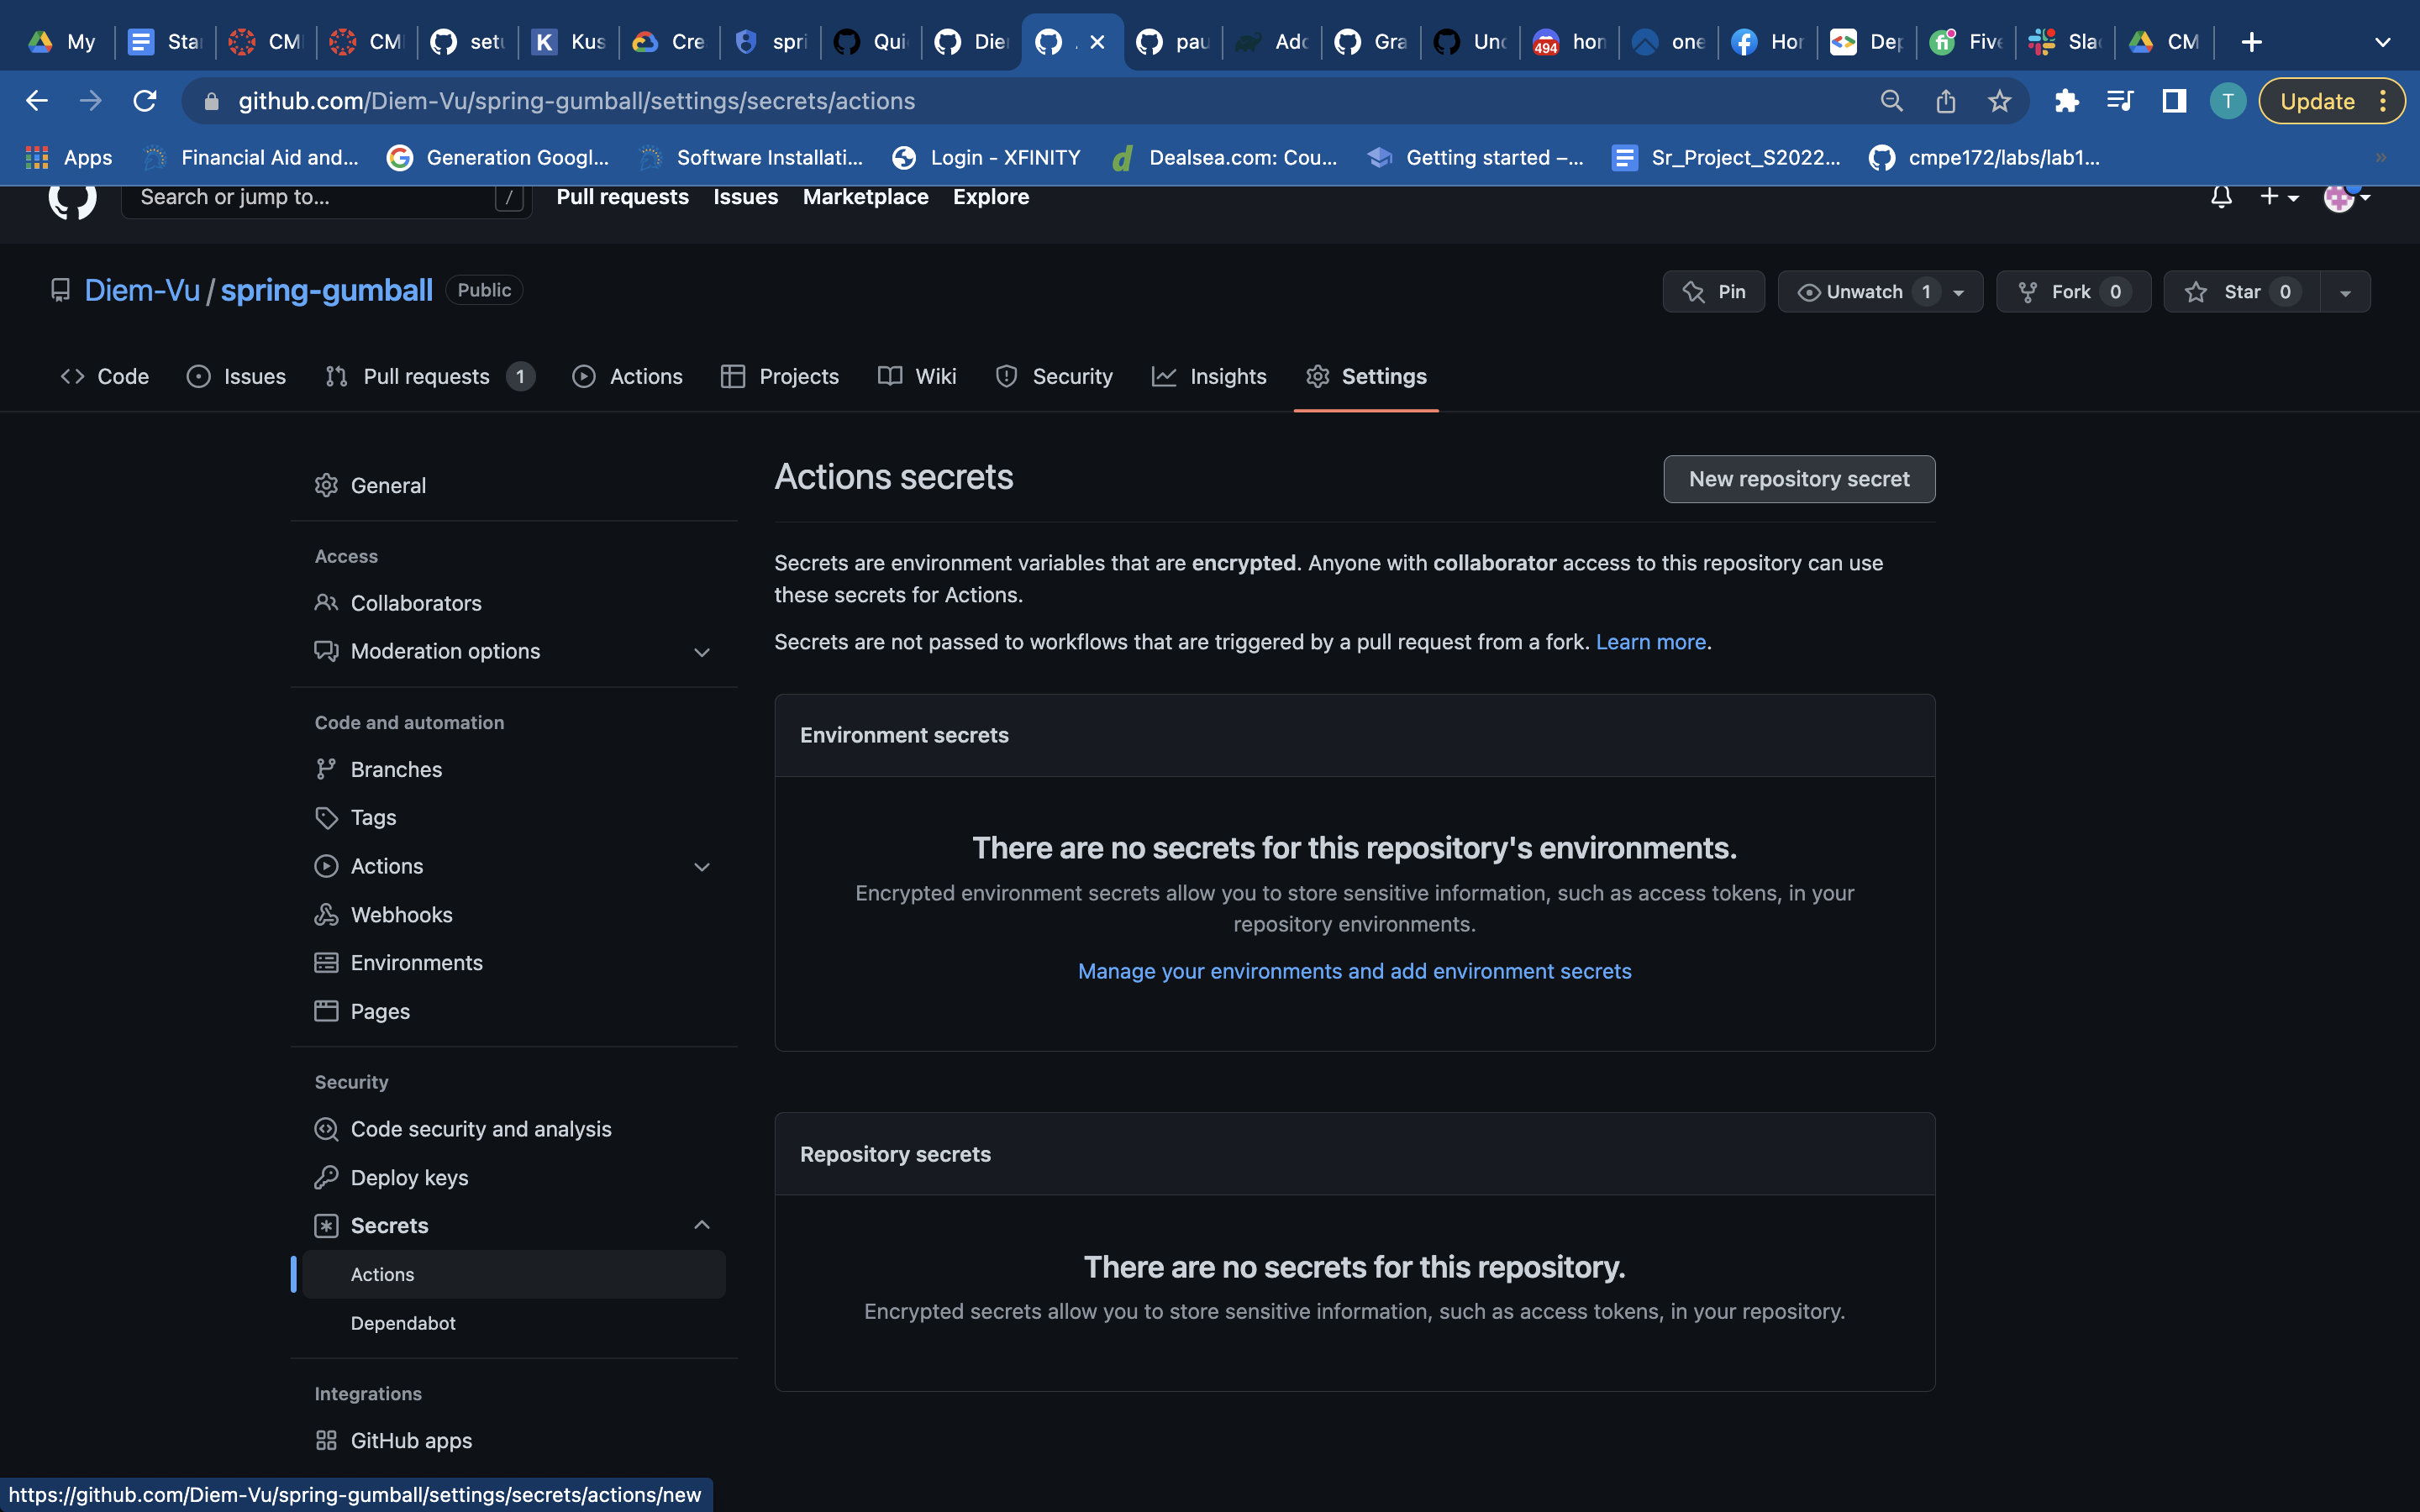 My
Sta
CM
CM
setu
Kus
Cre
spri
Qui
Die
pau
Adc
Gra
Unc
494
hon
one
Hor
Dep
Five
Sla
CM
github.com/Diem-Vu/spring-gumball/settings/secrets/actions
T
Update
Apps
Financial Aid and...
Generation Googl...
Software Installati...
Login - XFINITY
Dealsea.com: Cou...
Getting started –...
Sr_Project_S2022...
cmpe172/labs/lab1...
Search or jump to...
/
Pull requests
Issues
Marketplace
Explore
Diem-Vu / spring-gumball
Public
Pin
Unwatch 1
Fork 0
Star 0
Code
Issues
Pull requests 1
Actions
Projects
Wiki
Security
Insights
Settings
General
Access
Collaborators
Moderation options
Code and automation
Branches
Tags
Actions
Webhooks
Environments
Pages
Security
Code security and analysis
Deploy keys
Secrets
Actions
Dependabot
Integrations
GitHub apps
Actions secrets
New repository secret
Secrets are environment variables that are encrypted. Anyone with collaborator access to this repository can use
these secrets for Actions.
Secrets are not passed to workflows that are triggered by a pull request from a fork. Learn more.
Environment secrets
There are no secrets for this repository's environments.
Encrypted environment secrets allow you to store sensitive information, such as access tokens, in your
repository environments.
Manage your environments and add environment secrets
Repository secrets
There are no secrets for this repository.
Encrypted secrets allow you to store sensitive information, such as access tokens, in your repository.
https://github.com/Diem-Vu/spring-gumball/settings/secrets/actions/new